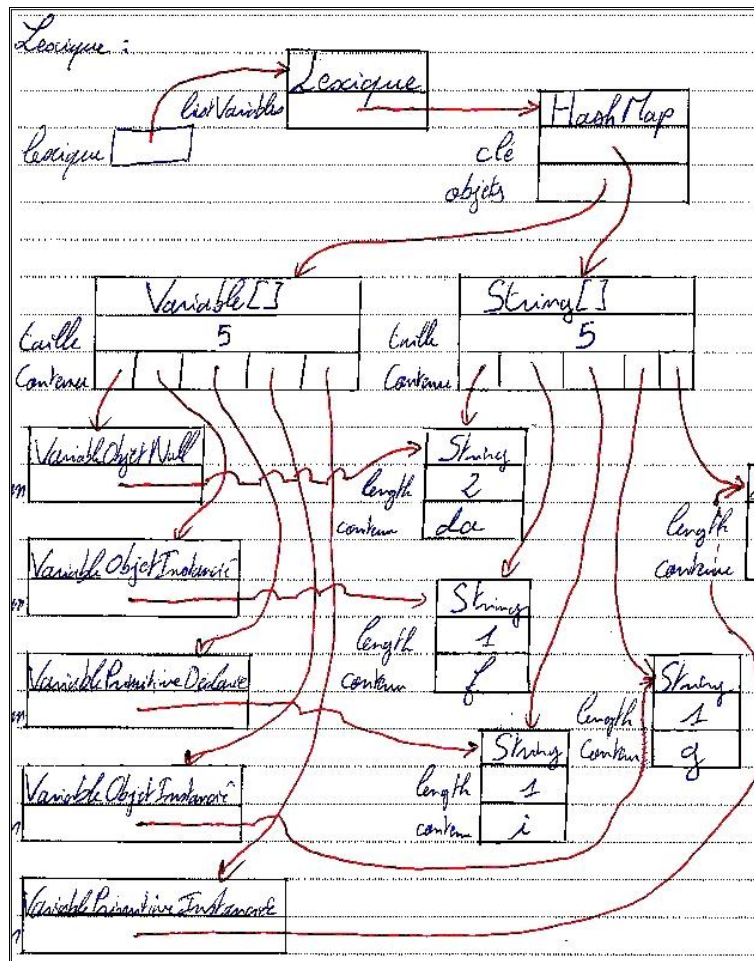 Lexique :
Lexique
listVariables
HashMap
lexique
clé
objets
Variable[]
String[]
taille 5
taille 5
Contenu
Contenu
VariableObjetNull
String
length 2
contenu da
length
contenu
VariableObjetInstancié
String
length 1
contenu f
VariablePrimitiveDéclarée
String
length 1
Contenu g
String
length 1
contenu i
VariableObjetInstancié
VariablePrimitiveInstanciée